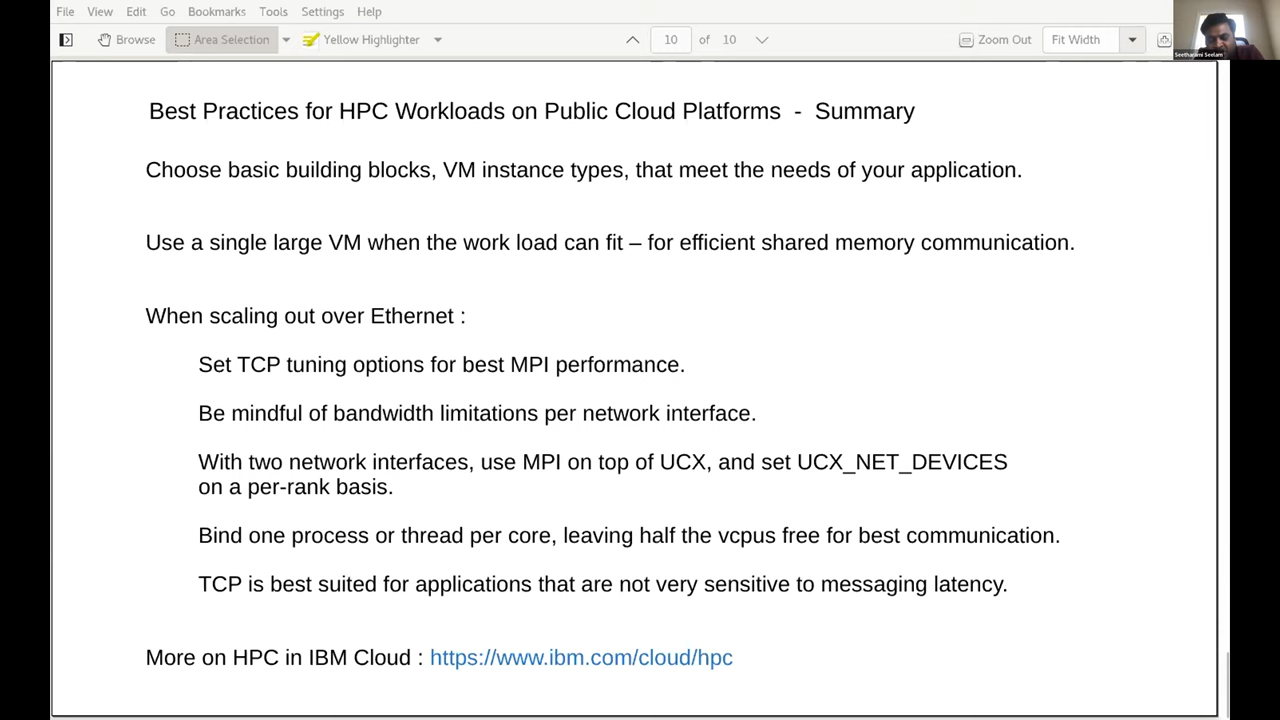 File View Edit Go Bookmarks Tools Settings Help
Browse Area Selection Yellow Highlighter 10 of 10 Zoom Out Fit Width
Seetharami Seelam
Best Practices for HPC Workloads on Public Cloud Platforms - Summary
Choose basic building blocks, VM instance types, that meet the needs of your application.
Use a single large VM when the work load can fit – for efficient shared memory communication.
When scaling out over Ethernet :
Set TCP tuning options for best MPI performance.
Be mindful of bandwidth limitations per network interface.
With two network interfaces, use MPI on top of UCX, and set UCX_NET_DEVICES
on a per-rank basis.
Bind one process or thread per core, leaving half the vcpus free for best communication.
TCP is best suited for applications that are not very sensitive to messaging latency.
More on HPC in IBM Cloud : https://www.ibm.com/cloud/hpc